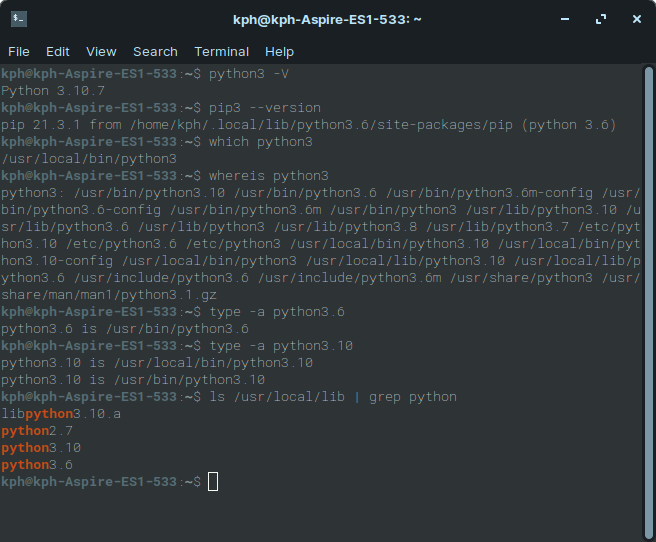 $_
kph@kph-Aspire-ES1-533: ~
File Edit View Search Terminal Help
kph@kph-Aspire-ES1-533:~$ python3 -V
Python 3.10.7
kph@kph-Aspire-ES1-533:~$ pip3 --version
pip 21.3.1 from /home/kph/.local/lib/python3.6/site-packages/pip (python 3.6)
kph@kph-Aspire-ES1-533:~$ which python3
/usr/local/bin/python3
kph@kph-Aspire-ES1-533:~$ whereis python3
python3: /usr/bin/python3.10 /usr/bin/python3.6 /usr/bin/python3.6m-config /usr/
bin/python3.6-config /usr/bin/python3.6m /usr/bin/python3 /usr/lib/python3.10 /u
sr/lib/python3.6 /usr/lib/python3 /usr/lib/python3.8 /usr/lib/python3.7 /etc/pyt
hon3.10 /etc/python3.6 /etc/python3 /usr/local/bin/python3.10 /usr/local/bin/pyt
hon3.10-config /usr/local/bin/python3 /usr/local/lib/python3.10 /usr/local/lib/p
ython3.6 /usr/include/python3.6 /usr/include/python3.6m /usr/share/python3 /usr/
share/man/man1/python3.1.gz
kph@kph-Aspire-ES1-533:~$ type -a python3.6
python3.6 is /usr/bin/python3.6
kph@kph-Aspire-ES1-533:~$ type -a python3.10
python3.10 is /usr/local/bin/python3.10
python3.10 is /usr/bin/python3.10
kph@kph-Aspire-ES1-533:~$ ls /usr/local/lib | grep python
libpython3.10.a
python2.7
python3.10
python3.6
kph@kph-Aspire-ES1-533:~$